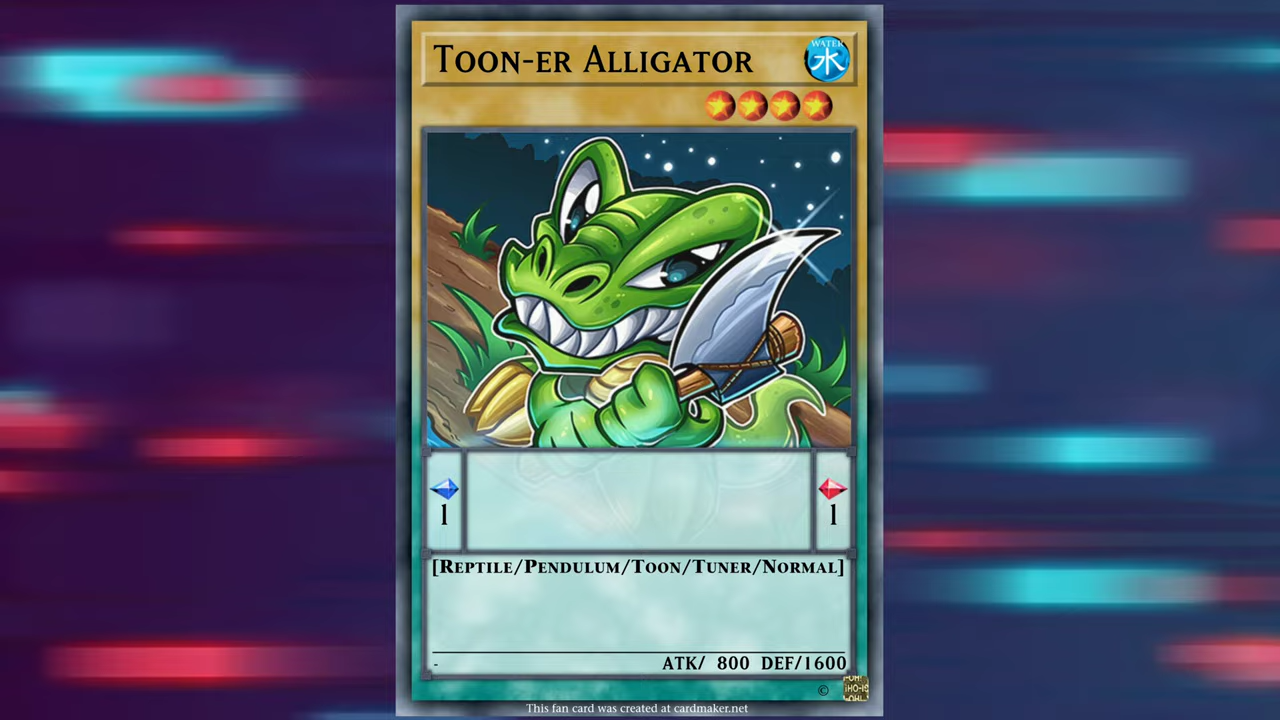 Toon-er Alligator
WATER
水
1
1
[Reptile/Pendulum/Toon/Tuner/Normal]
-
ATK/ 800 DEF/1600
©
This fan card was created at cardmaker.net